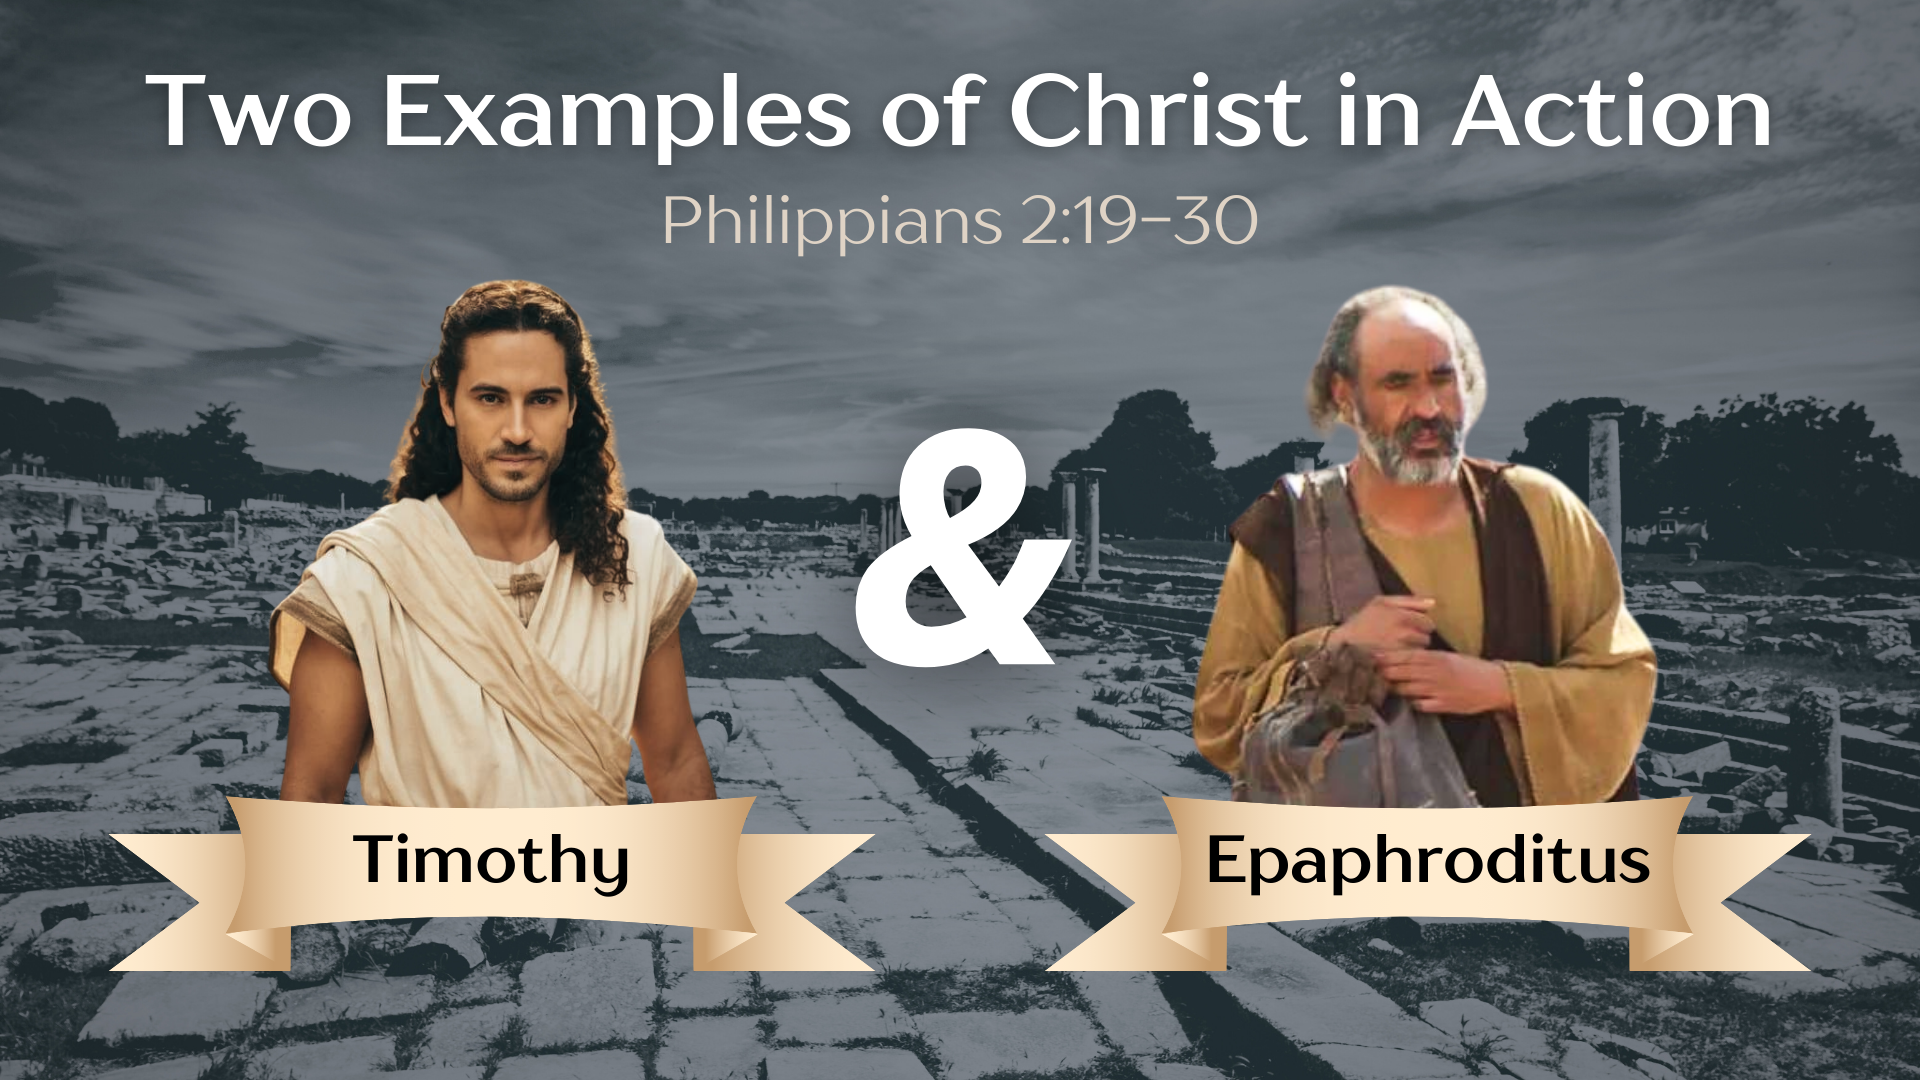 Two Examples of Christ in Action
Philippians 2:19–30
&
Timothy
Epaphroditus